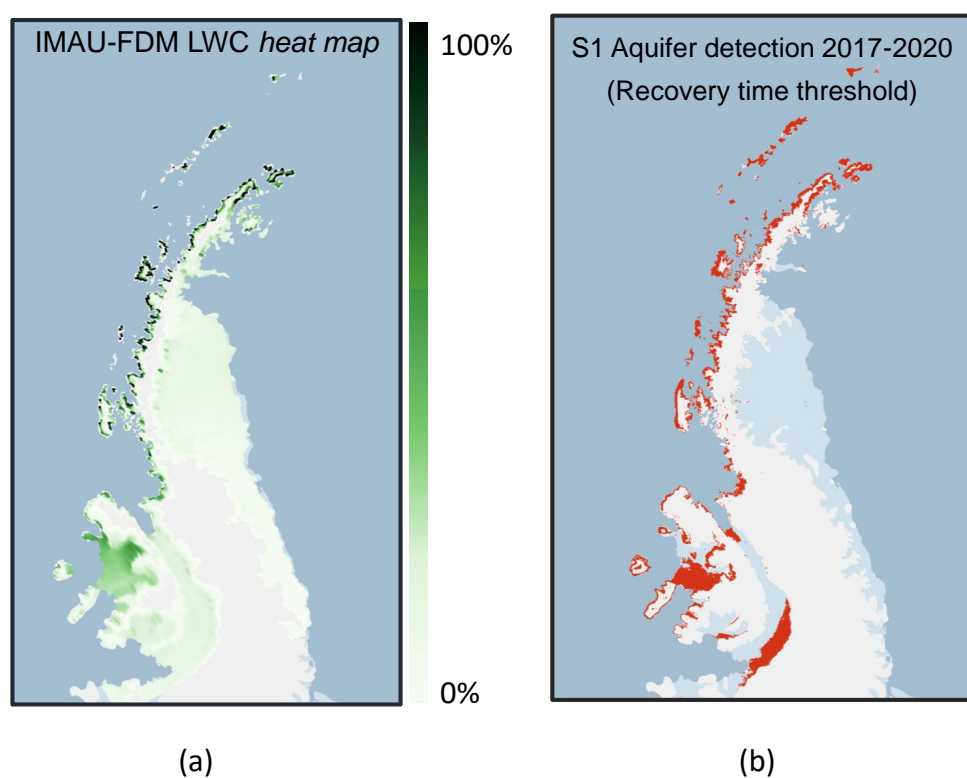 IMAU-FDM LWC heat map
100%
0%
(a)
S1 Aquifer detection 2017-2020
(Recovery time threshold)
(b)